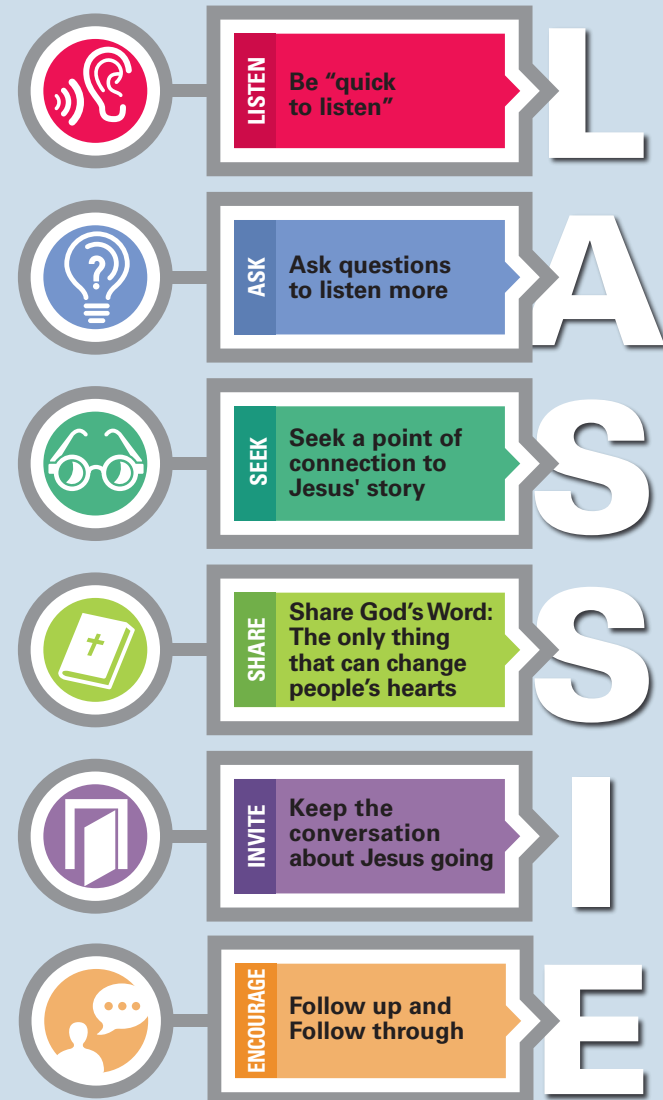 LISTEN
Be “quick
to listen”
L
?
ASK
Ask questions
to listen more
A
SEEK
Seek a point of
connection to
Jesus' story
S
SHARE
Share God’s Word:
The only thing
that can change
people’s hearts
S
INVITE
Keep the
conversation
about Jesus going
I
ENCOURAGE
Follow up and
Follow through
E